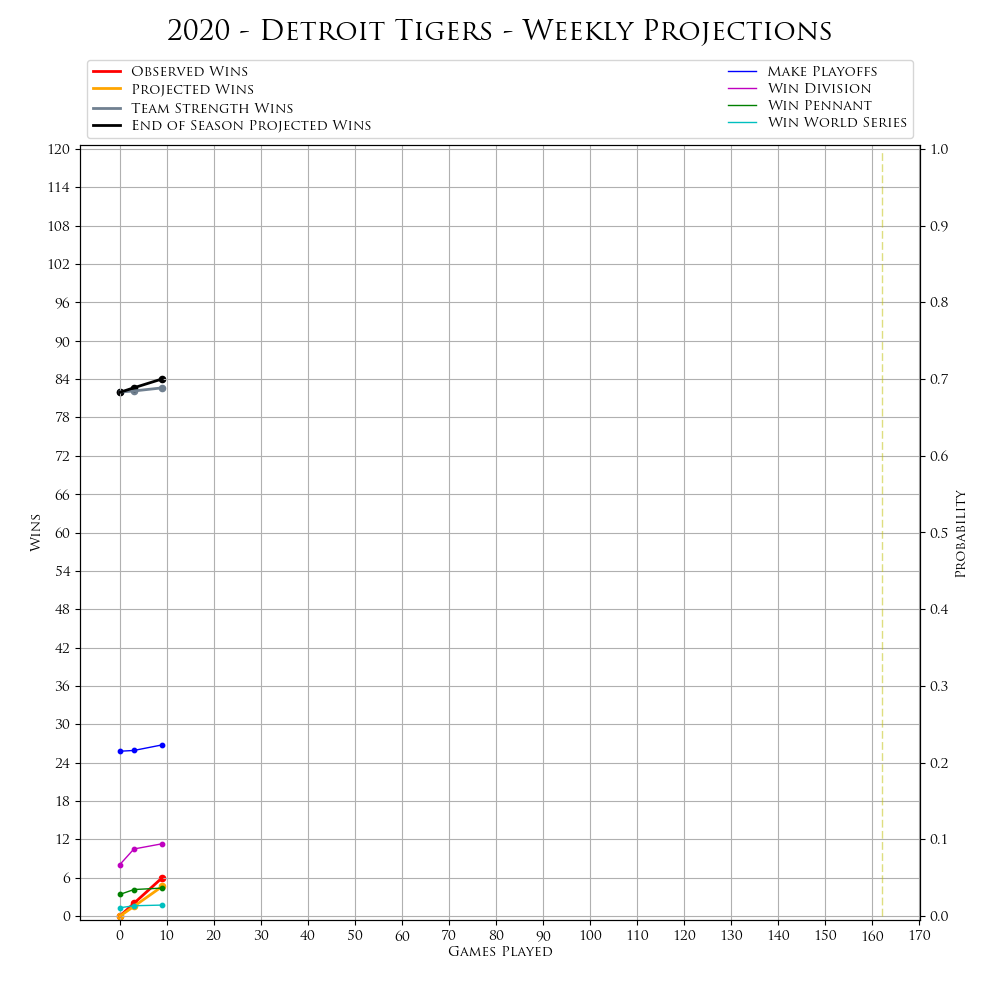 2020 - Detroit Tigers - Weekly Projections
Observed Wins
Projected Wins
Team Strength Wins
End of Season Projected Wins
Make Playoffs
Win Division
Win Pennant
Win World Series
120
114
108
102
96
90
84
78
72
66
60
54
48
42
36
30
24
18
12
6
0
Wins
1.0
0.9
0.8
0.7
0.6
0.5
0.4
0.3
0.2
0.1
0.0
Probability
0 10 20 30 40 50 60 70 80 90 100 110 120 130 140 150 160 170
Games Played